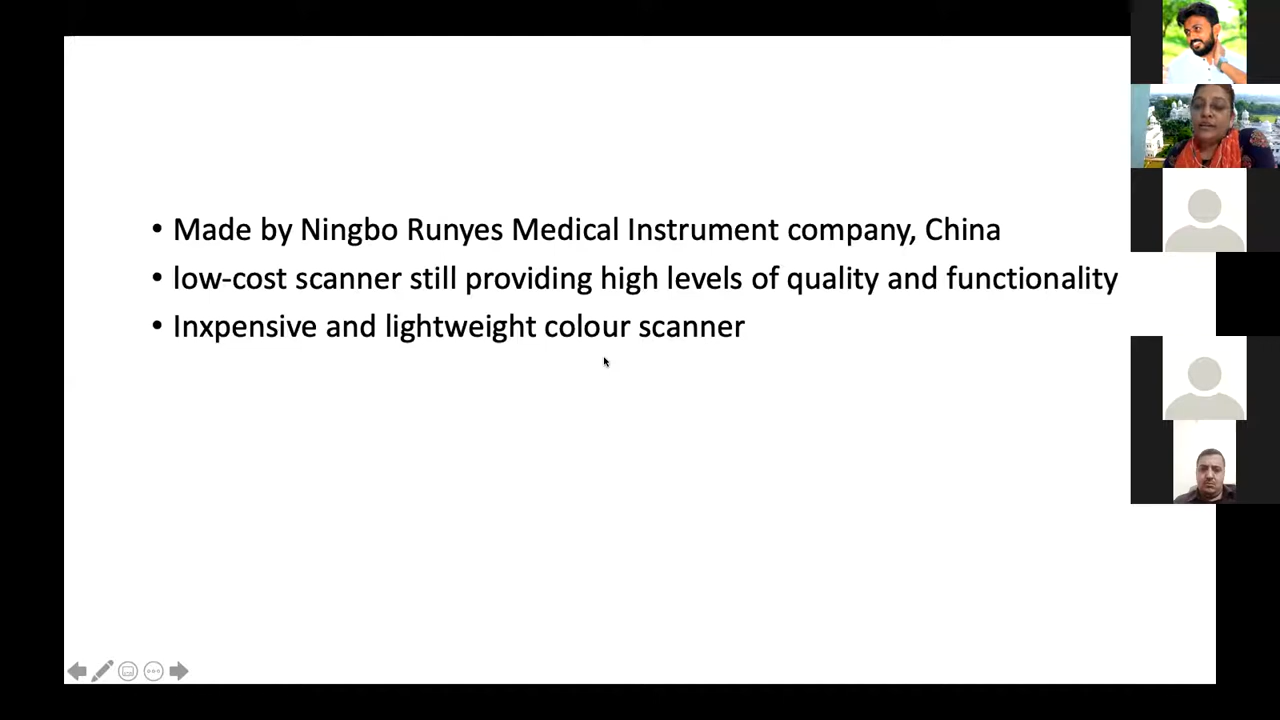 • Made by Ningbo Runyes Medical Instrument company, China
• low-cost scanner still providing high levels of quality and functionality
• Inxpensive and lightweight colour scanner